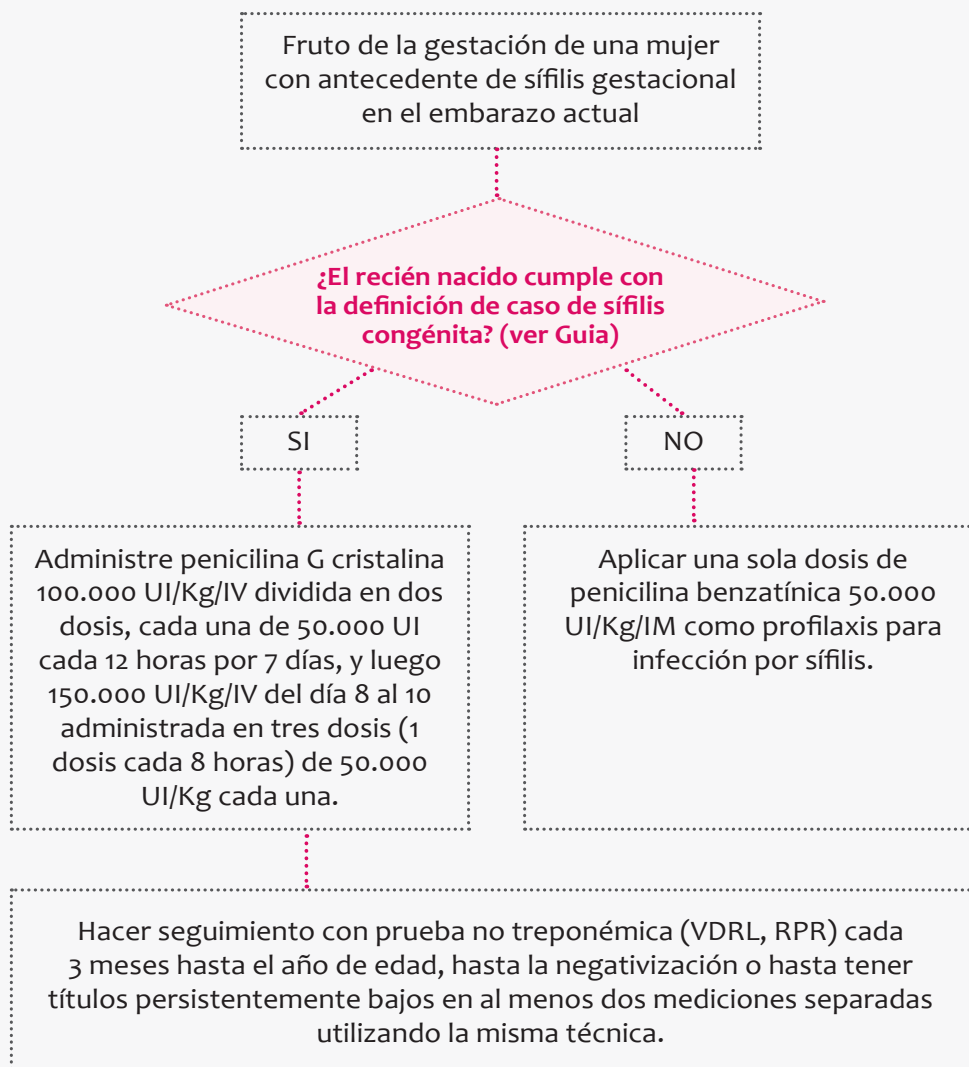 Fruto de la gestación de una mujer
con antecedente de sífilis gestacional
en el embarazo actual
¿El recién nacido cumple con
la definición de caso de sífilis
congénita? (ver Guia)
SI
NO
Administre penicilina G cristalina
100.000 UI/Kg/IV dividida en dos
dosis, cada una de 50.000 UI
cada 12 horas por 7 días, y luego
150.000 UI/Kg/IV del día 8 al 10
administrada en tres dosis (1
dosis cada 8 horas) de 50.000
UI/Kg cada una.
Aplicar una sola dosis de
penicilina benzatínica 50.000
UI/Kg/IM como profilaxis para
infección por sífilis.
Hacer seguimiento con prueba no treponémica (VDRL, RPR) cada
3 meses hasta el año de edad, hasta la negativización o hasta tener
títulos persistentemente bajos en al menos dos mediciones separadas
utilizando la misma técnica.